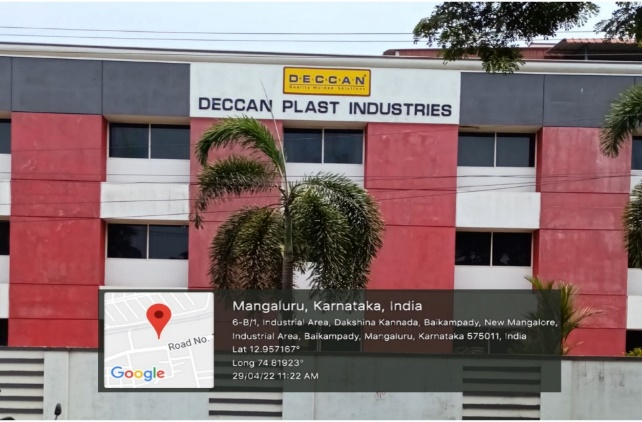 DECCAN
Quality Molded Solutions
DECCAN PLAST INDUSTRIES
Mangaluru, Karnataka, India
6-B/1, Industrial Area, Dakshina Kannada, Baikampady, New Mangalore,
Industrial Area, Baikampady, Mangaluru, Karnataka 575011, India
Lat 12.957167°
Long 74.81923°
29/04/22 11:22 AM
Road No.
Google